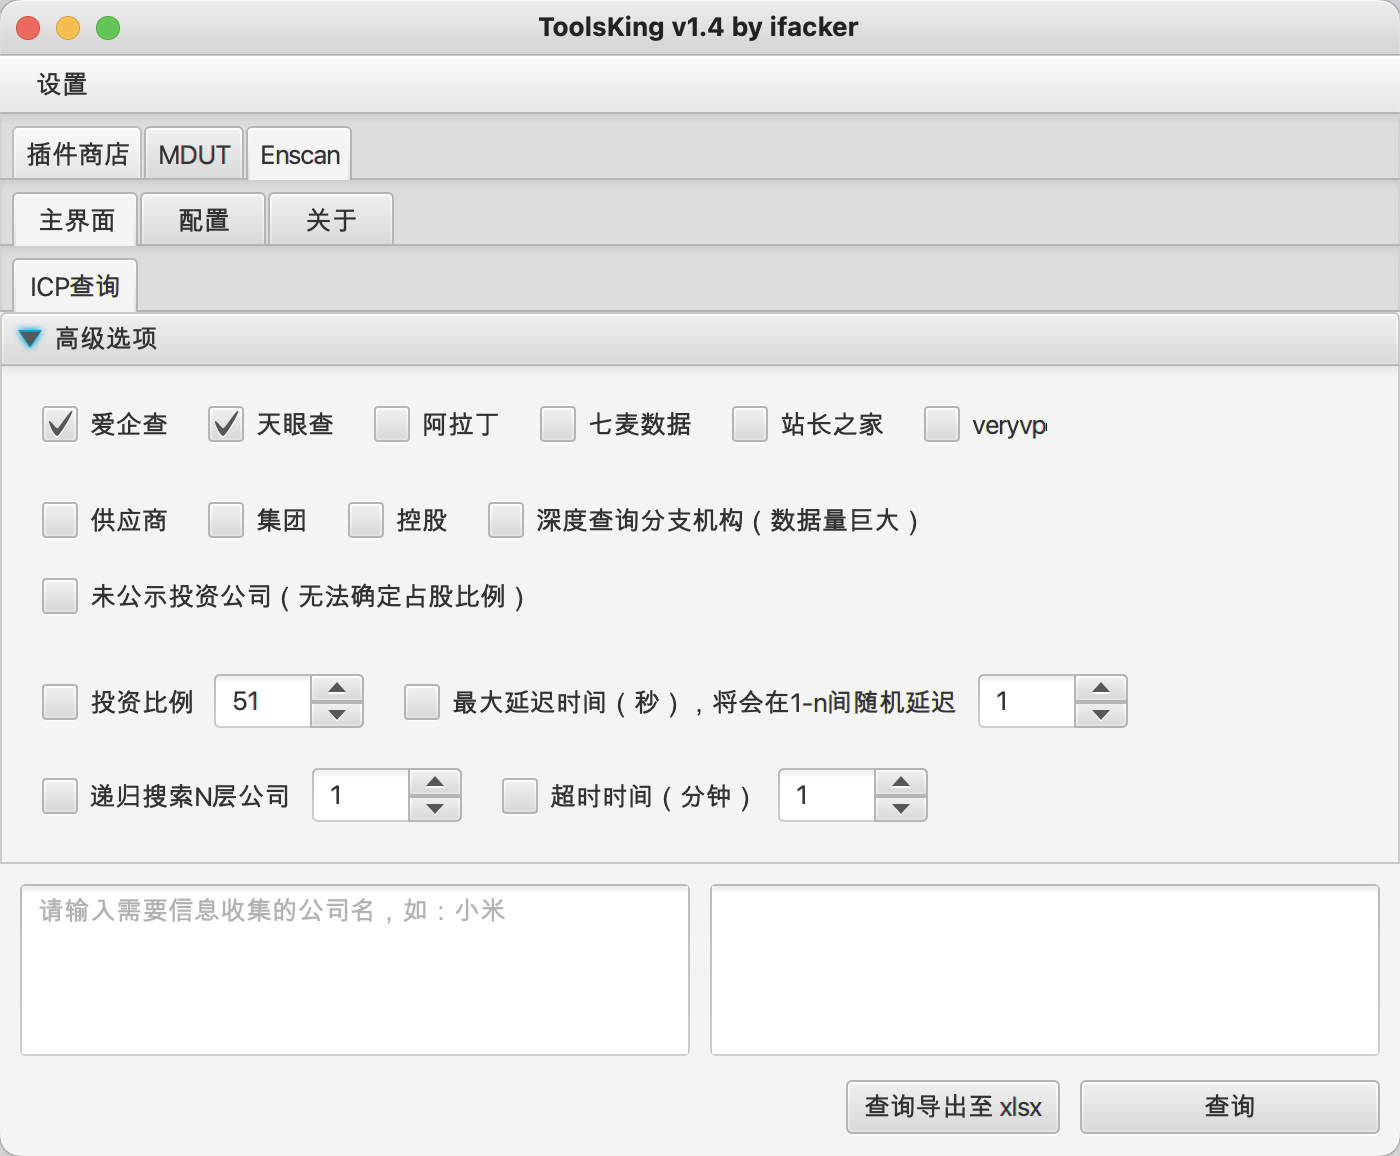 ToolsKing v1.4 by ifacker
设置
插件商店 MDUT Enscan
主界面 配置 关于
ICP查询
高级选项
爱企查 天眼查 阿拉丁 七麦数据 站长之家 veryvp
供应商 集团 控股 深度查询分支机构（数据量巨大）
未公示投资公司（无法确定占股比例）
投资比例 51 最大延迟时间（秒），将会在1-n间随机延迟 1
递归搜索N层公司 1 超时时间（分钟） 1
请输入需要信息收集的公司名，如：小米
查询导出至 xlsx 查询